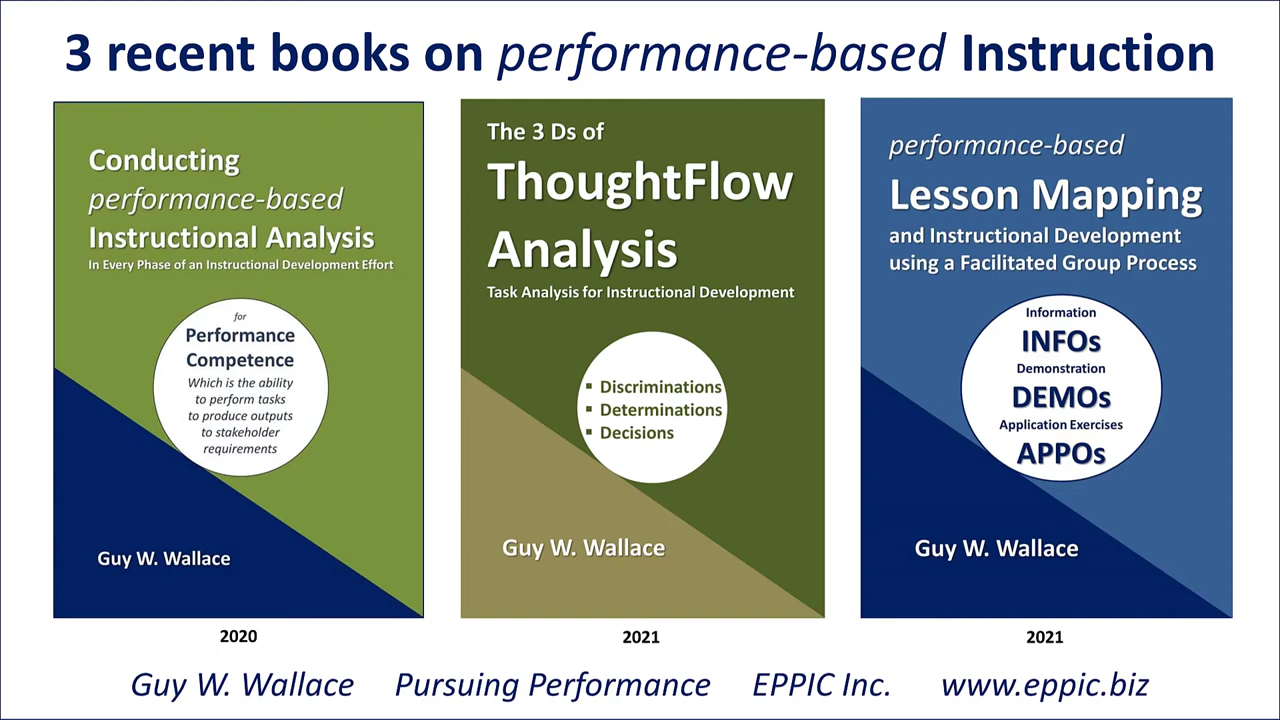 3 recent books on performance-based Instruction
Conducting
performance-based
Instructional Analysis
In Every Phase of an Instructional Development Effort
for
Performance
Competence
Which is the ability
to perform tasks
to produce outputs
to stakeholder
requirements
Guy W. Wallace
2020
The 3 Ds of
ThoughtFlow
Analysis
Task Analysis for Instructional Development
▪ Discriminations
▪ Determinations
▪ Decisions
Guy W. Wallace
2021
performance-based
Lesson Mapping
and Instructional Development
using a Facilitated Group Process
Information
INFOs
Demonstration
DEMOs
Application Exercises
APPOs
Guy W. Wallace
2021
Guy W. Wallace Pursuing Performance EPPIC Inc. www.eppic.biz